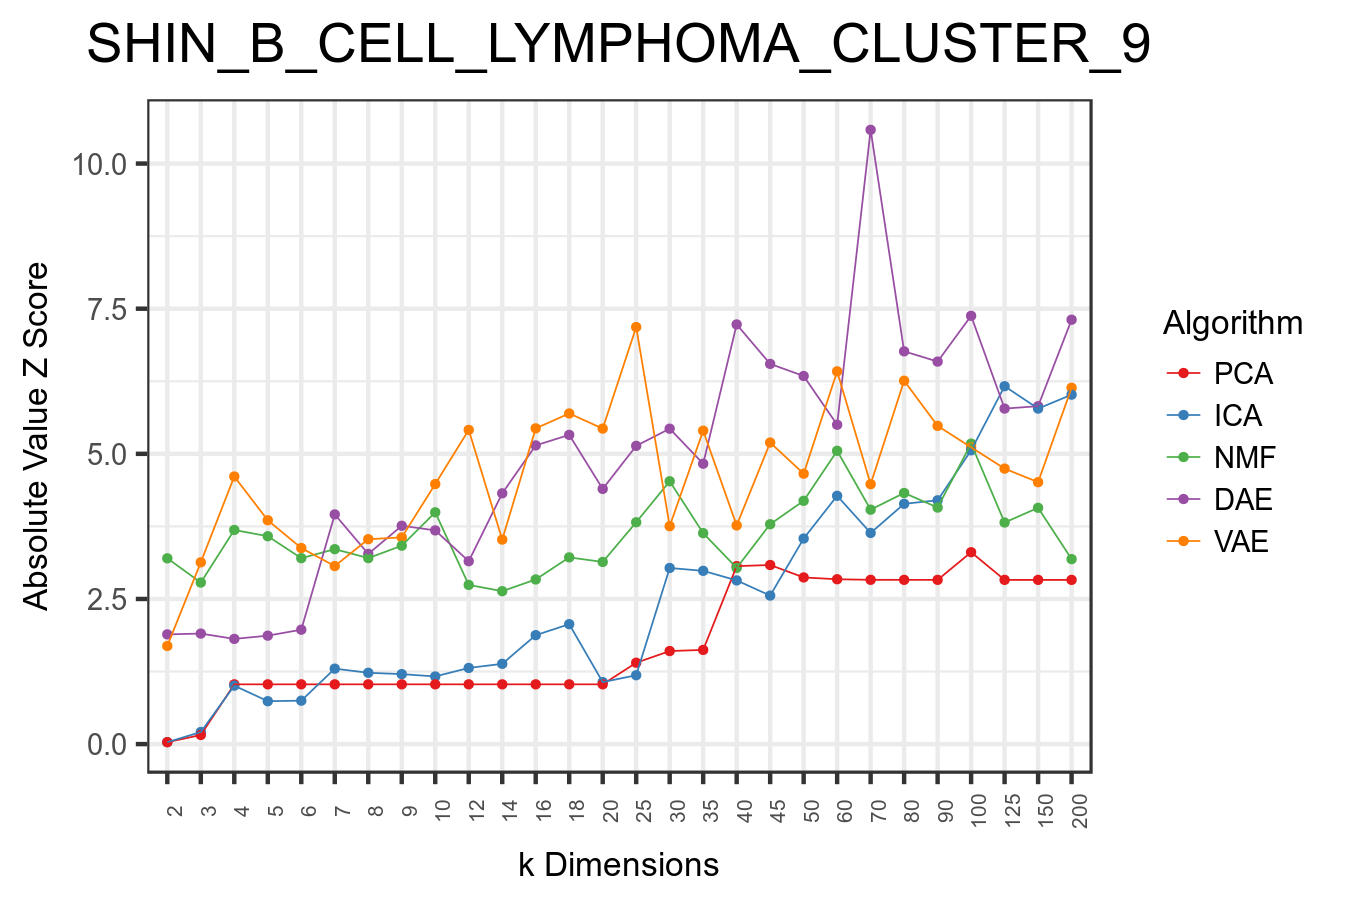 SHIN_B_CELL_LYMPHOMA_CLUSTER_9
Absolute Value Z Score
10.0
7.5
5.0
2.5
0.0
2 3 4 5 6 7 8 9 10 12 14 16 18 20 25 30 35 40 45 50 60 70 80 90 100 125 150 200
k Dimensions
Algorithm
PCA
ICA
NMF
DAE
VAE